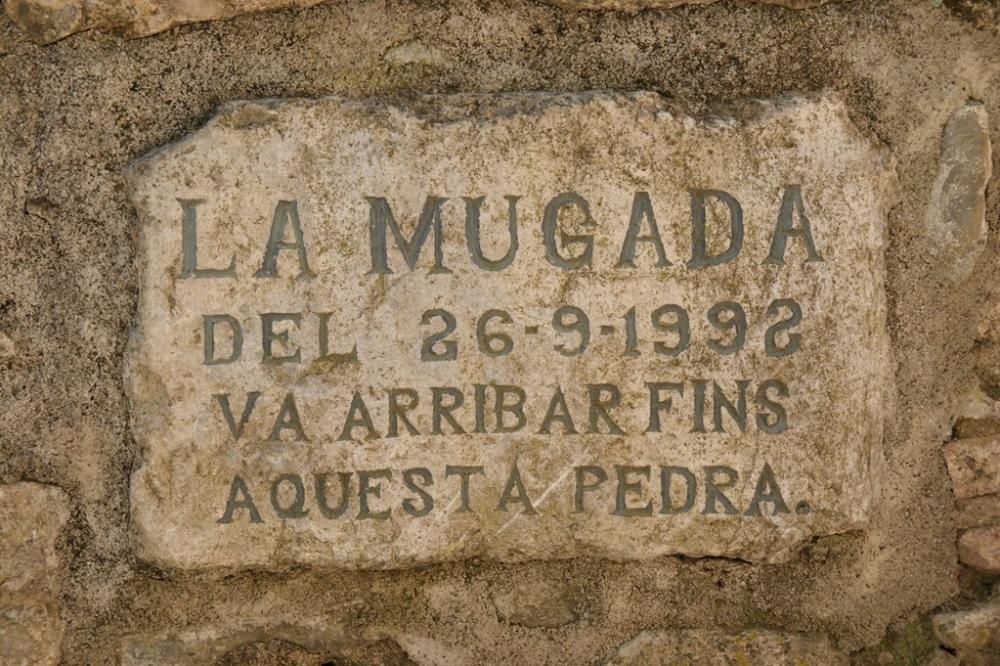 LA MUGADA
DEL 26-9-1992
VA ARRIBAR FINS
AQUESTA PEDRA.